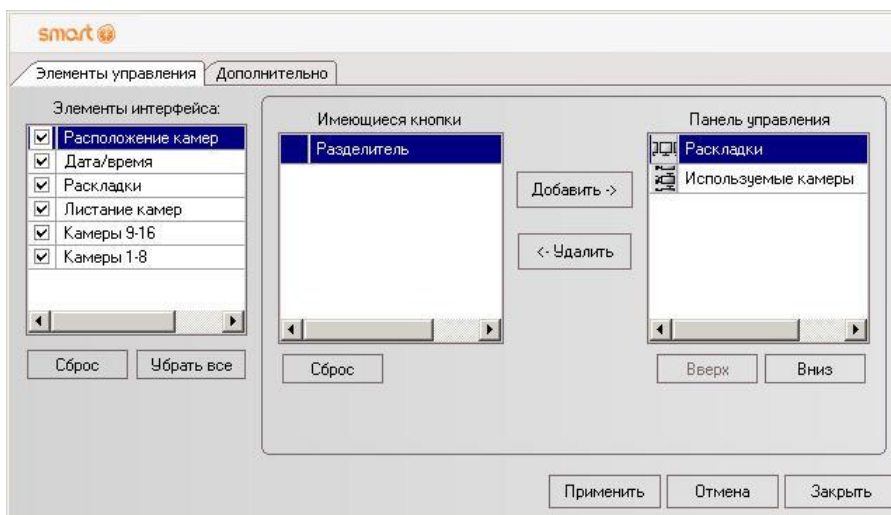 smart
Элементы управления
Дополнительно
Элементы интерфейса:
Расположение камер
Дата/время
Раскладки
Листание камер
Камеры 9-16
Камеры 1-8
Сброс
Убрать все
Имеющиеся кнопки
Разделитель
Сброс
Добавить ->
<- Удалить
Панель управления
Раскладки
Используемые камеры
Вверх
Вниз
Применить
Отмена
Закрыть